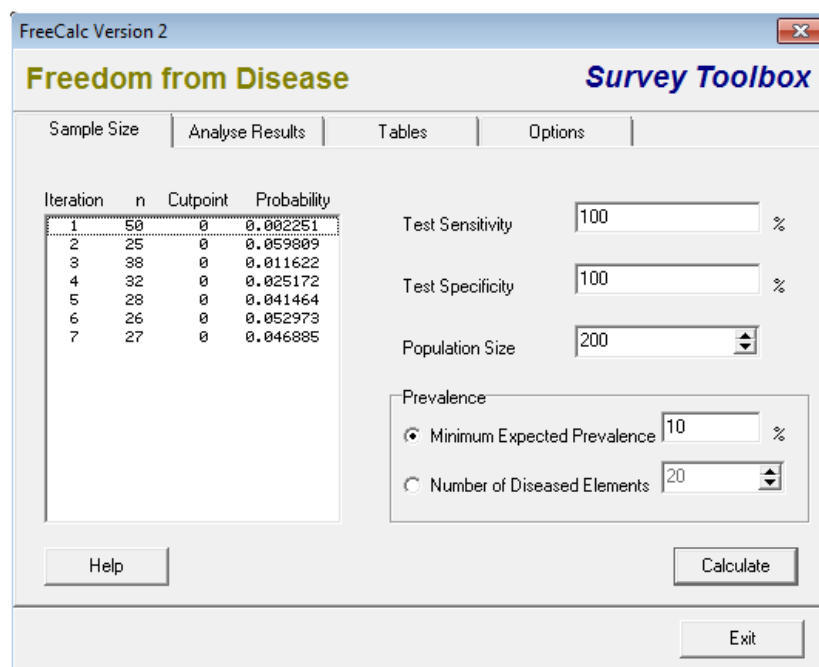 FreeCalc Version 2
Freedom from Disease Survey Toolbox
Sample Size Analyse Results Tables Options
Iteration n Cutpoint Probability
1 50 0 0.002251
2 25 0 0.059809
3 38 0 0.011622
4 32 0 0.025172
5 28 0 0.041464
6 26 0 0.052973
7 27 0 0.046885
Test Sensitivity 100 %
Test Specificity 100 %
Population Size 200
Prevalence
Minimum Expected Prevalence 10 %
Number of Diseased Elements 20
Help Calculate
Exit